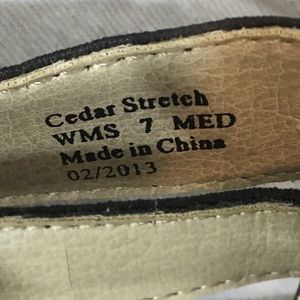 Cedar Stretch
WMS 7 MED
Made in China
02/2013